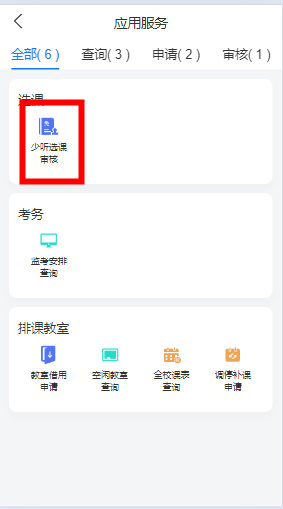 应用服务
全部( 6 ) 查询( 3 ) 申请( 2 ) 审核( 1 )
选课
少听选课
审核
考务
监考安排
查询
排课教室
教室借用 空闲教室 全校课表 调停补课
申请 查询 查询 申请